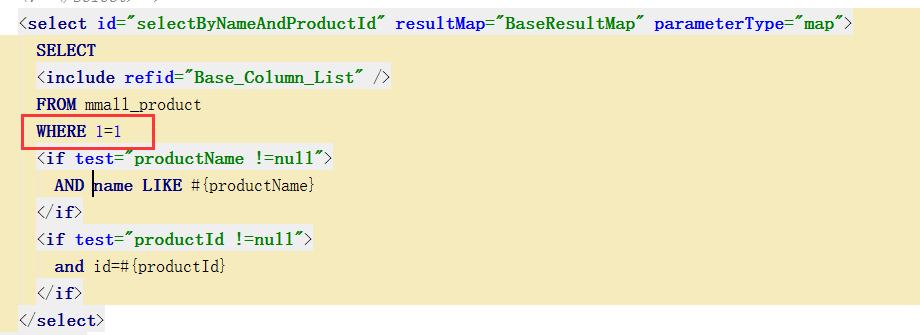 <select id="selectByNameAndProductId" resultMap="BaseResultMap" parameterType="map">
SELECT
<include refid="Base_Column_List" />
FROM mmall_product
WHERE 1=1
<if test="productName !=null">
AND name LIKE #{productName}
</if>
<if test="productId !=null">
and id=#{productId}
</if>
</select>